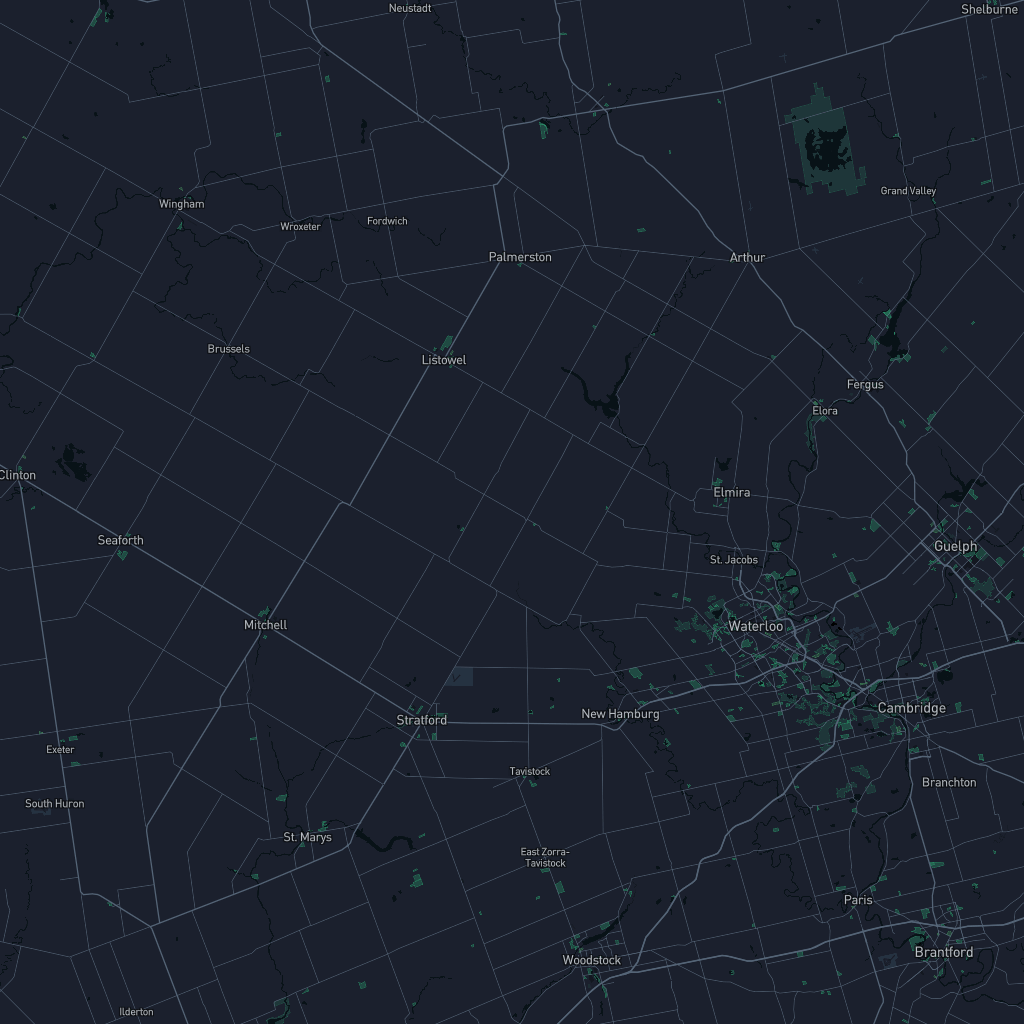 Neustadt
Shelburne
Grand Valley
Wingham
Fordwich
Wroxeter
Palmerston
Arthur
Brussels
Listowel
Fergus
Elora
Clinton
Elmira
Seaforth
Guelph
St. Jacobs
Mitchell
Waterloo
Cambridge
New Hamburg
Stratford
Exeter
Tavistock
Branchton
South Huron
St. Marys
East Zorra-
Tavistock
Paris
Brantford
Woodstock
Ilderton